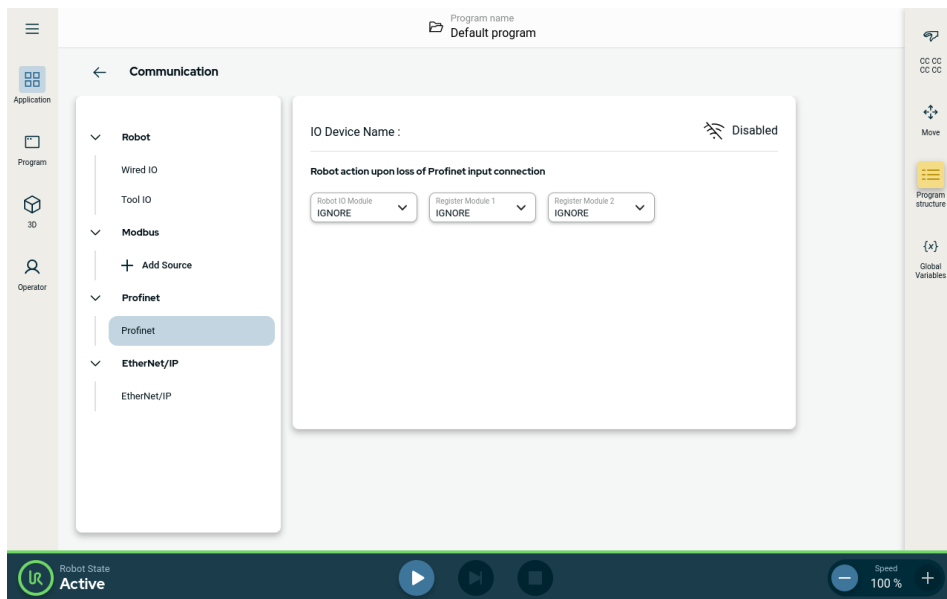 Program name
Default program
Communication
Application
Program
3D
Operator
Robot
Wired IO
Tool IO
Modbus
Add Source
Profinet
Profinet
EtherNet/IP
EtherNet/IP
IO Device Name :
Disabled
Robot action upon loss of Profinet input connection
Robot IO Module
IGNORE
Register Module 1
IGNORE
Register Module 2
IGNORE
CC CC
CC CC
Move
Program
structure
{x}
Global
Variables
UR
Robot State
Active
Speed
100 %